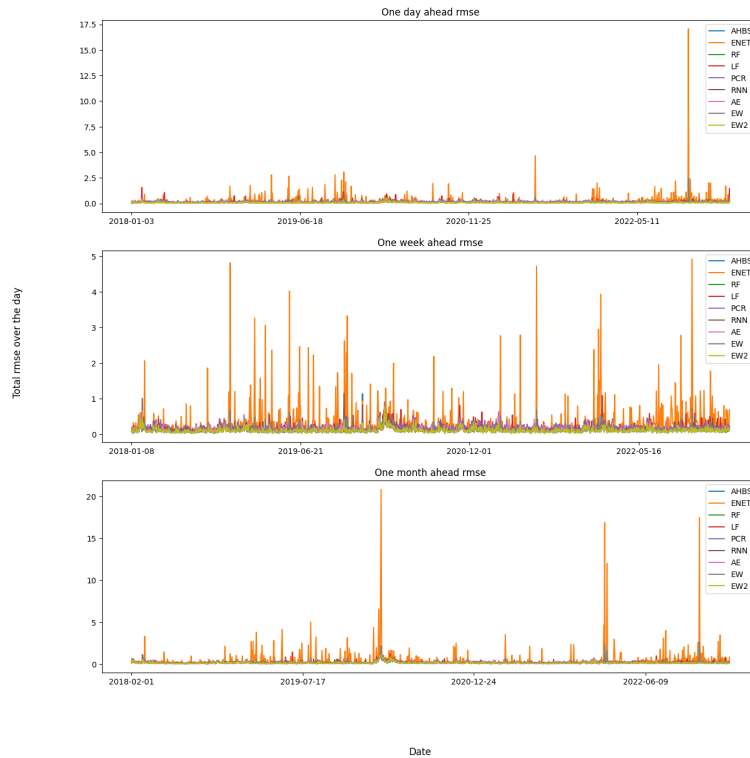 One day ahead rmse
17.5
15.0
12.5
10.0
7.5
5.0
2.5
0.0
AHBS
ENET
RF
LF
PCR
RNN
AE
EW
EW2
2018-01-03 2019-06-18 2020-11-25 2022-05-11
One week ahead rmse
5
4
3
2
1
0
AHBS
ENET
RF
LF
PCR
RNN
AE
EW
EW2
2018-01-08 2019-06-21 2020-12-01 2022-05-16
Total rmse over the day
One month ahead rmse
20
15
10
5
0
AHBS
ENET
RF
LF
PCR
RNN
AE
EW
EW2
2018-02-01 2019-07-17 2020-12-24 2022-06-09
Date